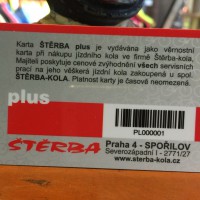 Karta ŠTĚRBA plus je vydávána jako věrnostní
karta při nákupu jízdního kola ve firmě Štěrba-kola.
Majiteli poskytuje cenové zvýhodnění všech servisních
prací na jeho veškerá jízdní kola zakoupená u spol.
ŠTĚRBA-KOLA. Platnost karty je časově neomezená.
plus
PL000001
ŠTĚRBA
Praha 4 - SPOŘILOV
Severozápadní I - 2771/27
www.sterba-kola.cz